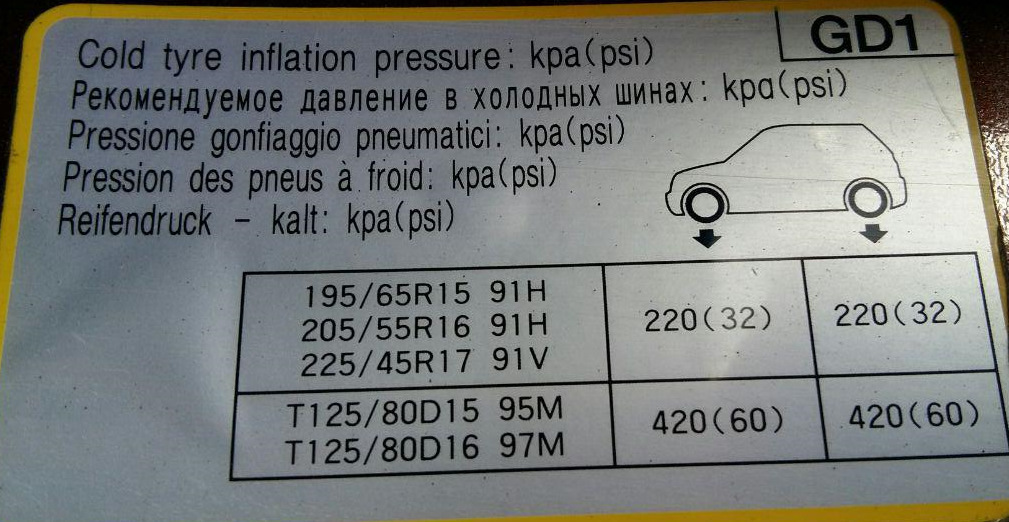 GD1
Cold tyre inflation pressure: kpa(psi)
Рекомендуемое давление в холодных шинах: kpa(psi)
Pressione gonfiaggio pneumatici: kpa(psi)
Pression des pneus à froid: kpa(psi)
Reifendruck - kalt: kpa(psi)
195/65R15 91H
205/55R16 91H
225/45R17 91V
220(32)
220(32)
T125/80D15 95M
T125/80D16 97M
420(60)
420(60)